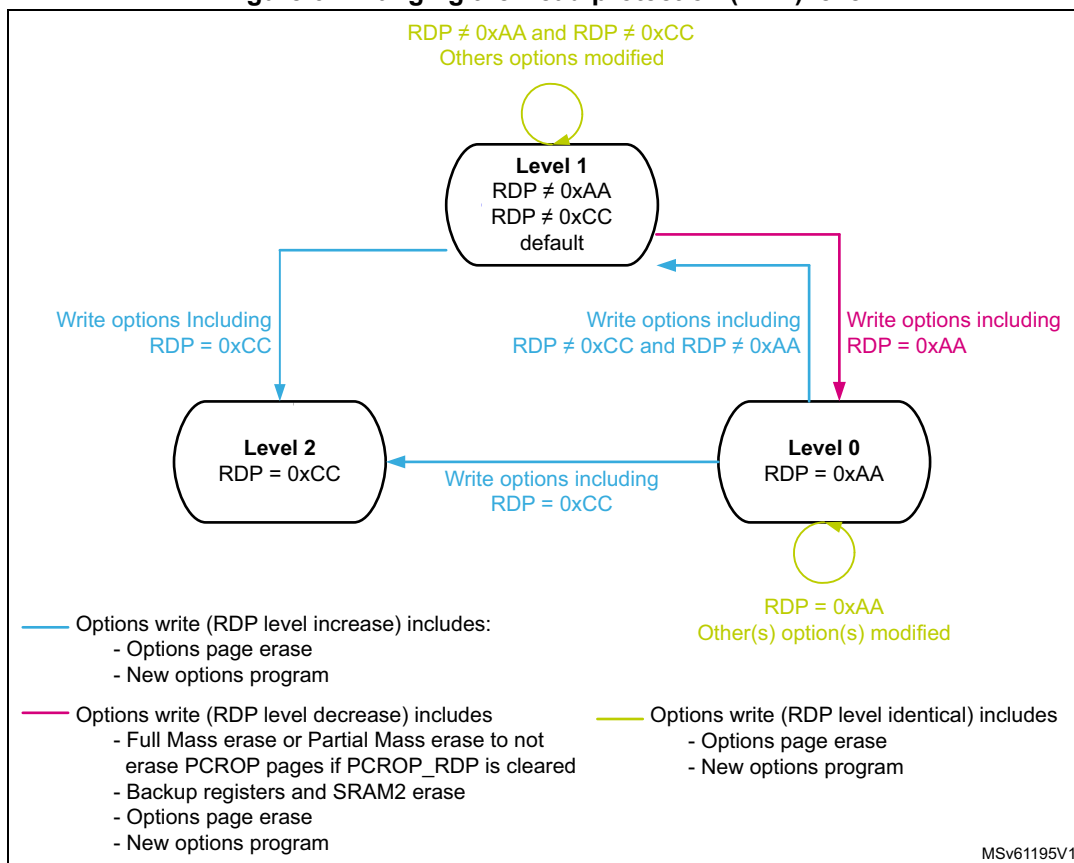 RDP ≠ 0xAA and RDP ≠ 0xCC
Others options modified
Level 1
RDP ≠ 0xAA
RDP ≠ 0xCC
default
Write options Including
RDP = 0xCC
Write options including
RDP ≠ 0xCC and RDP ≠ 0xAA
Write options including
RDP = 0xAA
Level 2
RDP = 0xCC
Level 0
RDP = 0xAA
Write options including
RDP = 0xCC
RDP = 0xAA
Other(s) option(s) modified
Options write (RDP level increase) includes:
- Options page erase
- New options program
Options write (RDP level decrease) includes
- Full Mass erase or Partial Mass erase to not
erase PCROP pages if PCROP_RDP is cleared
- Backup registers and SRAM2 erase
- Options page erase
- New options program
Options write (RDP level identical) includes
- Options page erase
- New options program
MSv61195V1